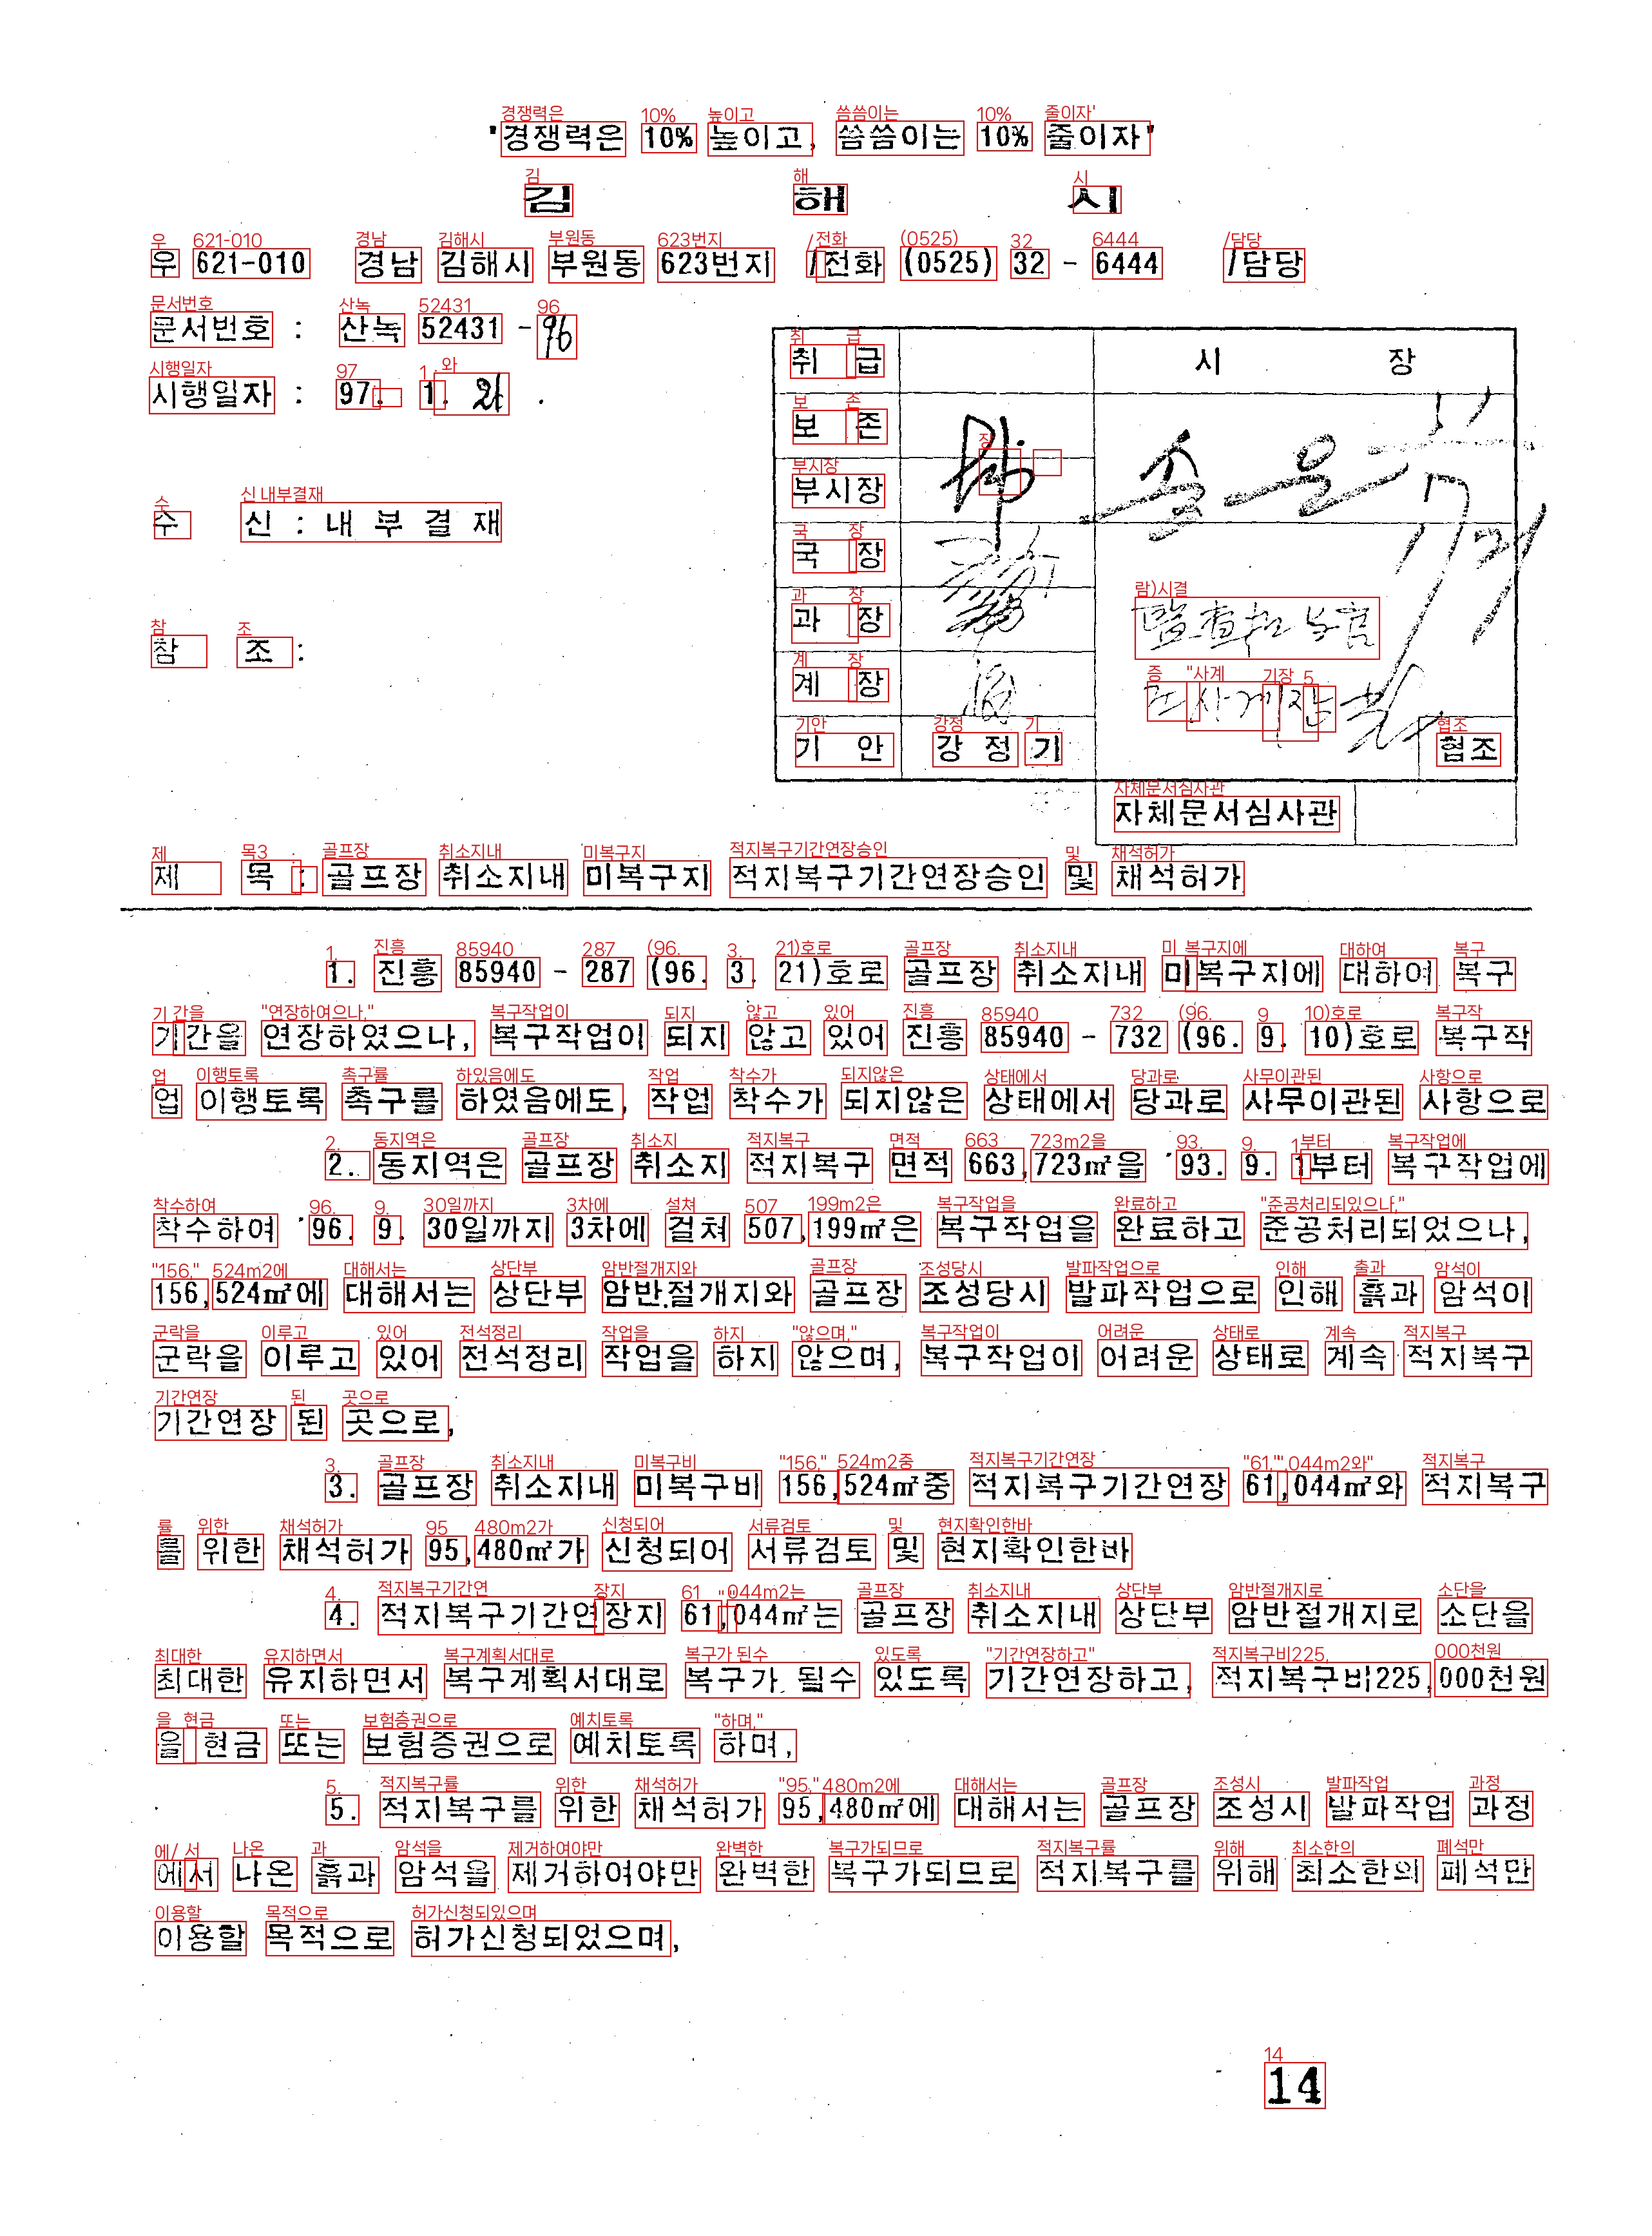 '경쟁력은 10% 높이고, 씀씀이는 10% 줄이자'
김 해 시
우 621-010 경남 김해시 부원동 623번지 /전화 (0525) 32 - 6444 /담당
문서번호 : 산녹 52431 - 96
시행일자 : 97. 1. 21.
취 급
시 장
보 존
부시장
수 신 : 내 부 결 재
국 장
과 장
참 조 :
계 장
기 안 강 정 기
협조
자체문서심사관
제 목 : 골프장 취소지내 미복구지 적지복구기간연장승인 및 채석허가
1. 진흥 85940 - 287 (96. 3. 21)호로 골프장 취소지내 미복구지에 대하여 복구
기간을 연장하였으나, 복구작업이 되지 않고 있어 진흥 85940 - 732 (96. 9. 10)호로 복구작
업 이행토록 촉구를 하였음에도, 작업 착수가 되지않은 상태에서 당과로 사무이관된 사항으로
2. 동지역은 골프장 취소지 적지복구 면적 663,723㎡을 '93. 9. 1부터 복구작업에
착수하여 '96. 9. 30일까지 3차에 걸쳐 507,199㎡은 복구작업을 완료하고 준공처리되었으나,
156,524㎡에 대해서는 상단부 암반절개지와 골프장 조성당시 발파작업으로 인해 흙과 암석이
군락을 이루고 있어 전석정리 작업을 하지 않으며, 복구작업이 어려운 상태로 계속 적지복구
기간연장 된 곳으로,
3. 골프장 취소지내 미복구비 156,524㎡중 적지복구기간연장 61,044㎡와 적지복구
를 위한 채석허가 95,480㎡가 신청되어 서류검토 및 현지확인한바
4. 적지복구기간연장지 61,044㎡는 골프장 취소지내 상단부 암반절개지로 소단을
최대한 유지하면서 복구계획서대로 복구가 될수 있도록 기간연장하고, 적지복구비225,000천원
을 현금 또는 보험증권으로 예치토록 하며,
5. 적지복구를 위한 채석허가 95,480㎡에 대해서는 골프장 조성시 발파작업 과정
에서 나온 흙과 암석을 제거하여야만 완벽한 복구가되므로 적지복구를 위해 최소한의 폐석만
이용할 목적으로 허가신청되었으며,
14